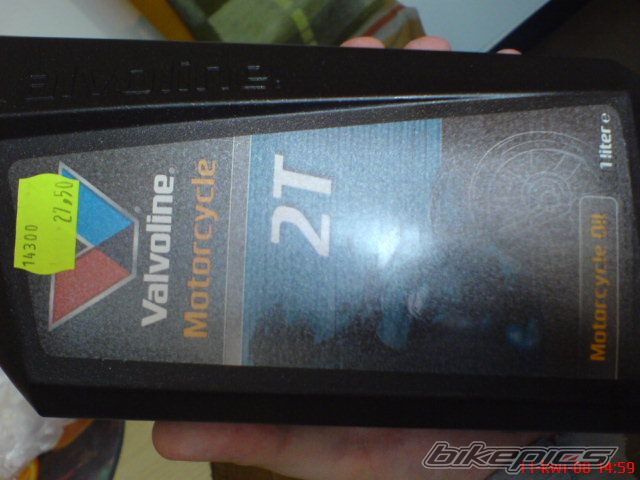 Valvoline
14300
27,50
Valvoline®
Motorcycle
2T
Motorcycle Oil
1 liter e
bikepics
11-kwi-08 14:59